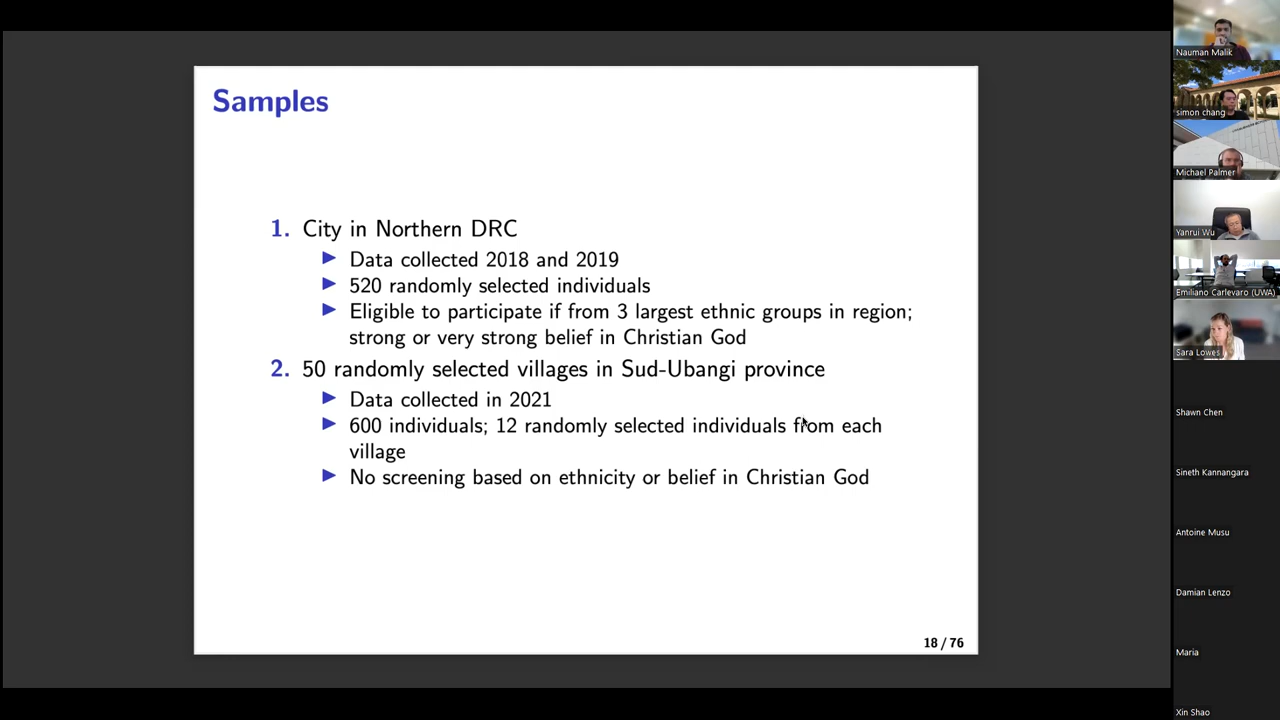 Samples
1. City in Northern DRC
▶ Data collected 2018 and 2019
▶ 520 randomly selected individuals
▶ Eligible to participate if from 3 largest ethnic groups in region;
strong or very strong belief in Christian God
2. 50 randomly selected villages in Sud-Ubangi province
▶ Data collected in 2021
▶ 600 individuals; 12 randomly selected individuals from each
village
▶ No screening based on ethnicity or belief in Christian God
18 / 76
Nauman Malik
simon chang
Michael Palmer
Yanrui Wu
Emiliano Carlevaro (UWA)
Sara Lowes
Shawn Chen
Sineth Kannangara
Antoine Musu
Damian Lenzo
Maria
Xin Shao